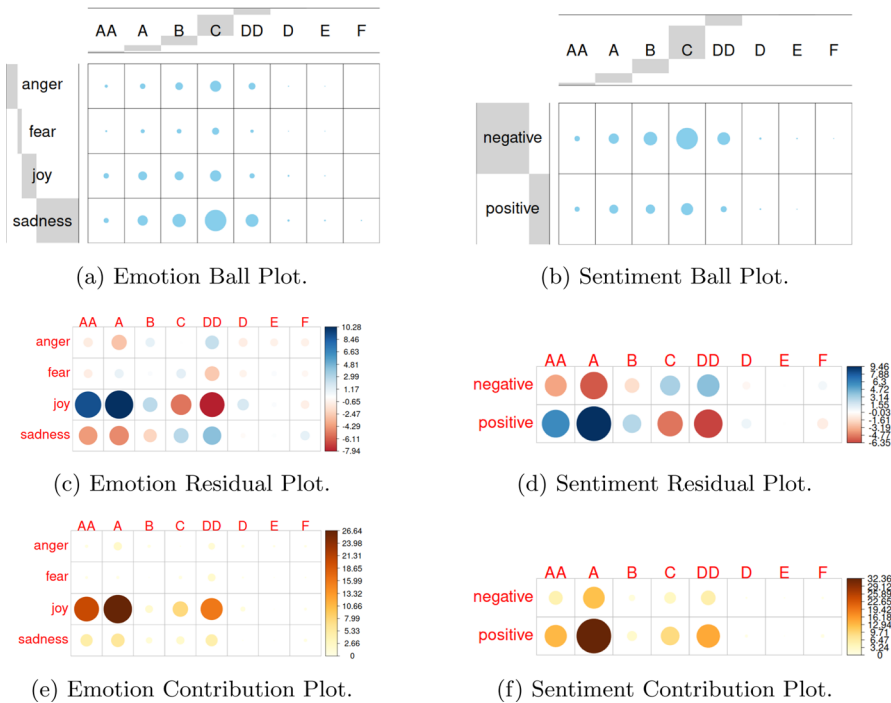 AA A B C DD D E F
anger
fear
joy
sadness
(a) Emotion Ball Plot.
AA A B C DD D E F
negative
positive
(b) Sentiment Ball Plot.
AA A B C DD D E F
anger
fear
joy
sadness
10.28
8.46
6.63
4.81
2.99
1.17
-0.65
-2.47
-4.29
-6.11
-7.94
(c) Emotion Residual Plot.
AA A B C DD D E F
negative
positive
9.46
7.88
6.3
4.72
3.14
1.55
-0.03
-1.61
-3.19
-4.77
-6.35
(d) Sentiment Residual Plot.
AA A B C DD D E F
anger
fear
joy
sadness
26.64
23.98
21.31
18.65
15.99
13.32
10.66
7.99
5.33
2.66
0
(e) Emotion Contribution Plot.
AA A B C DD D E F
negative
positive
32.36
29.12
25.89
22.65
19.42
16.18
12.94
9.71
6.47
3.24
0
(f) Sentiment Contribution Plot.